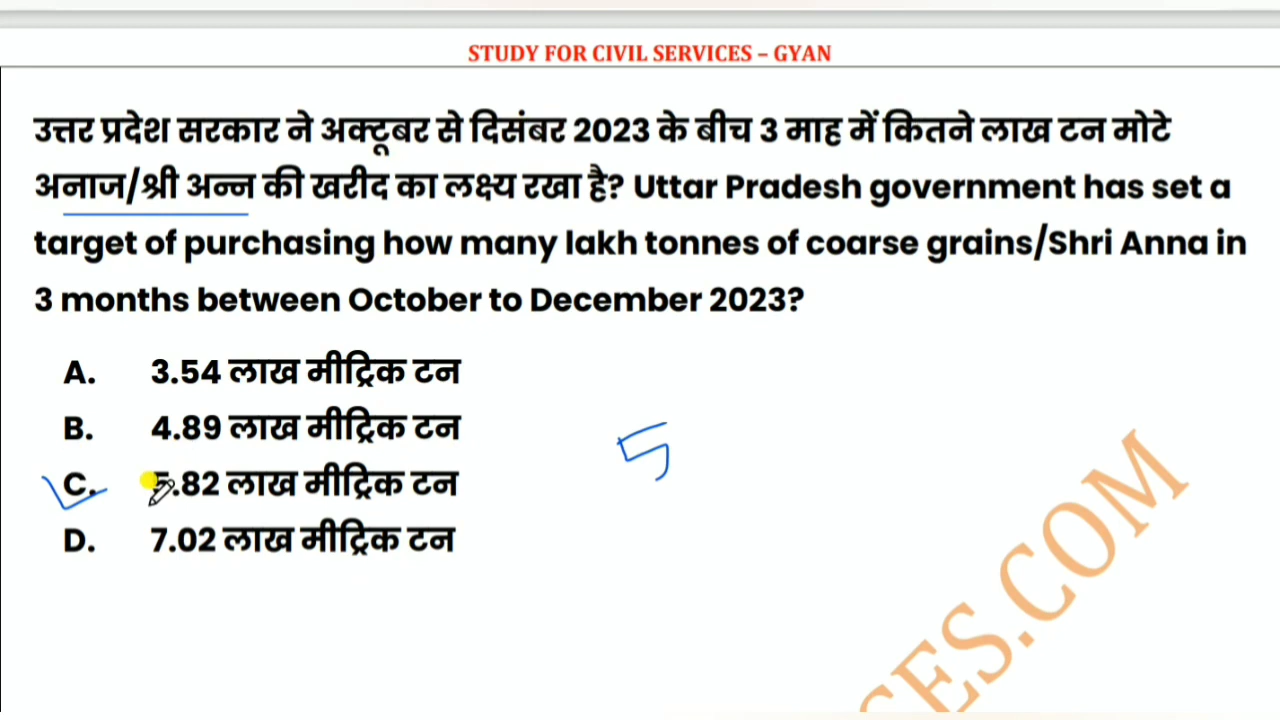 STUDY FOR CIVIL SERVICES – GYAN
उत्तर प्रदेश सरकार ने अक्टूबर से दिसंबर 2023 के बीच 3 माह में कितने लाख टन मोटे
अनाज/श्री अन्न की खरीद का लक्ष्य रखा है? Uttar Pradesh government has set a
target of purchasing how many lakh tonnes of coarse grains/Shri Anna in
3 months between October to December 2023?
A. 3.54 लाख मीट्रिक टन
B. 4.89 लाख मीट्रिक टन
5
C. 5.82 लाख मीट्रिक टन
D. 7.02 लाख मीट्रिक टन
ES.COM